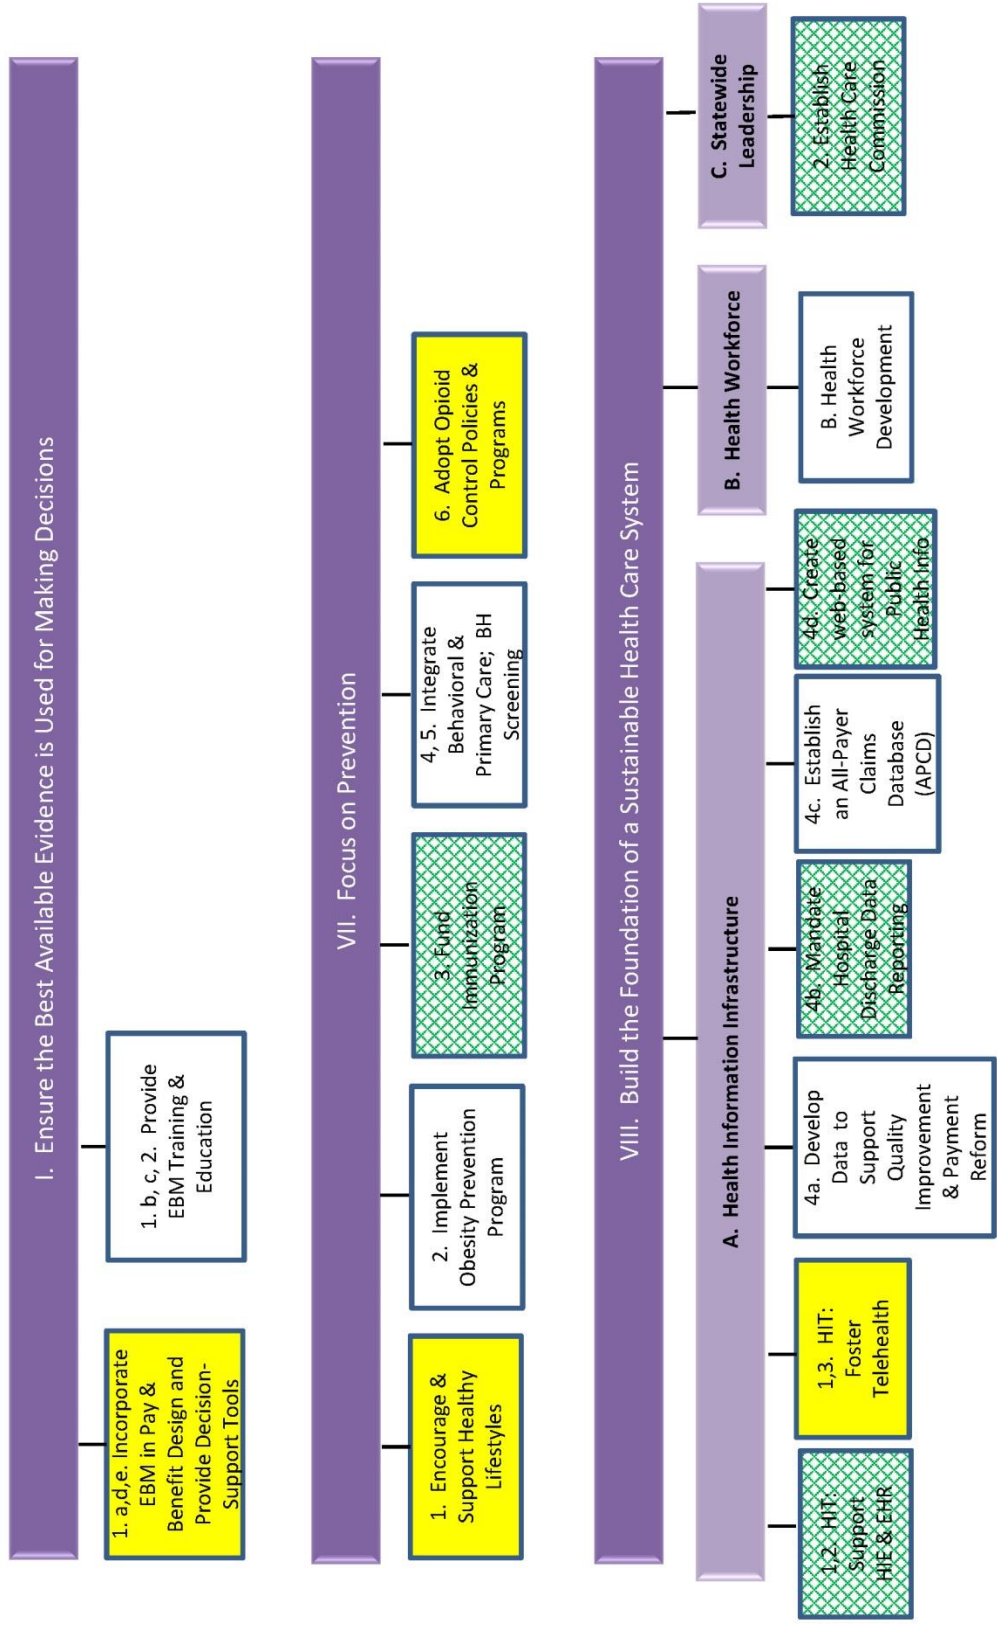 I.  Ensure the Best Available Evidence is Used for Making Decisions
1. a,d,e. Incorporate
EBM in Pay &
Benefit Design and
Provide Decision-
Support Tools
1. b, c, 2.  Provide
EBM Training &
Education
VII.  Focus on Prevention
1.  Encourage &
Support Healthy
Lifestyles
2.  Implement
Obesity Prevention
Program
3. Fund
Immunization
Program
4, 5.  Integrate
Behavioral &
Primary Care;  BH
Screening
6.  Adopt Opioid
Control Policies &
Programs
VIII.  Build the Foundation of a Sustainable Health Care System
A.  Health Information Infrastructure
1,2  HIT:
Support
HIE & EHR
1,3.  HIT:
Foster
Telehealth
4a.  Develop
Data to
Support
Quality
Improvement
& Payment
Reform
4b.  Mandate
Hospital
Discharge Data
Reporting
4c.  Establish
an All-Payer
Claims
Database
(APCD)
4d.  Create
web-based
system for
Public
Health Info
B.  Health Workforce
B. Health
Workforce
Development
C.  Statewide
Leadership
2. Establish
Health Care
Commission